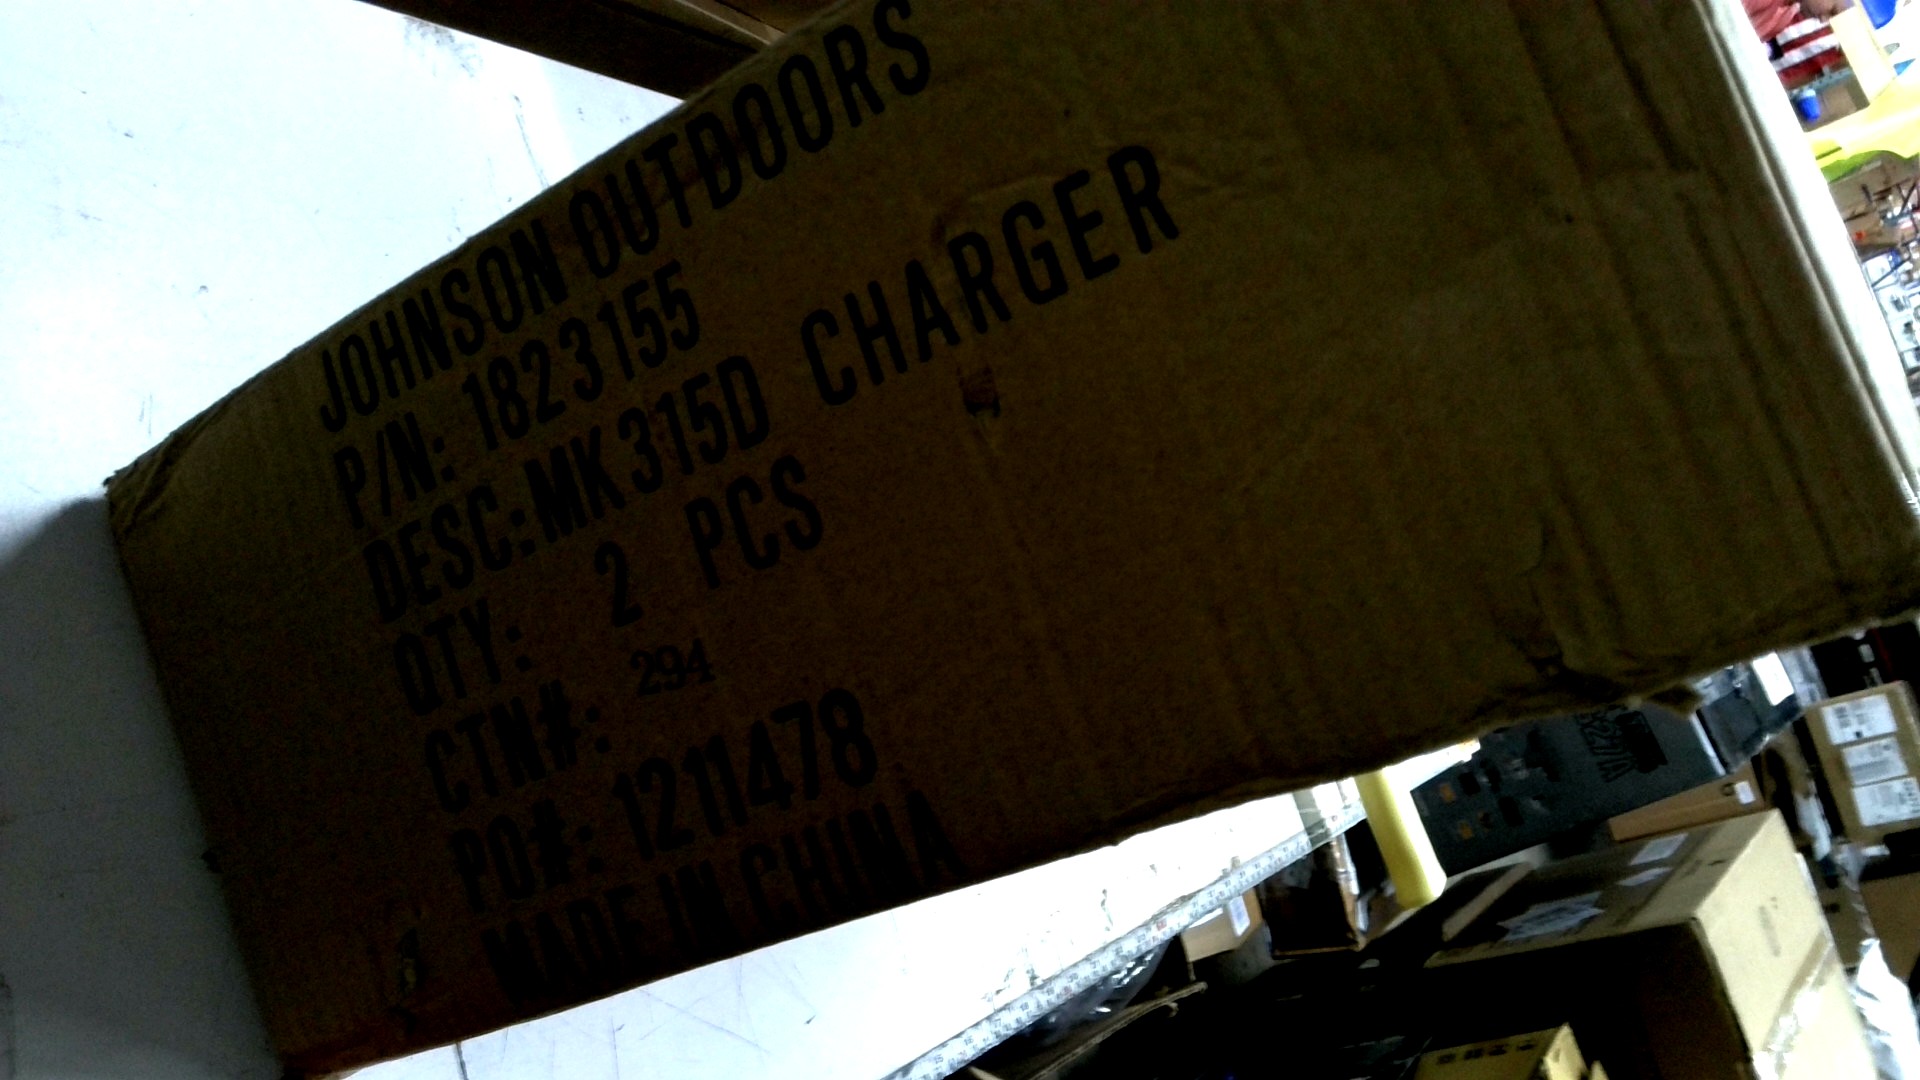 JOHNSON OUTDOORS
P/N: 1823155
DESC: MK315D CHARGER
QTY: 2 PCS
CTN#: 294
PO#: 1211478
MADE IN CHINA